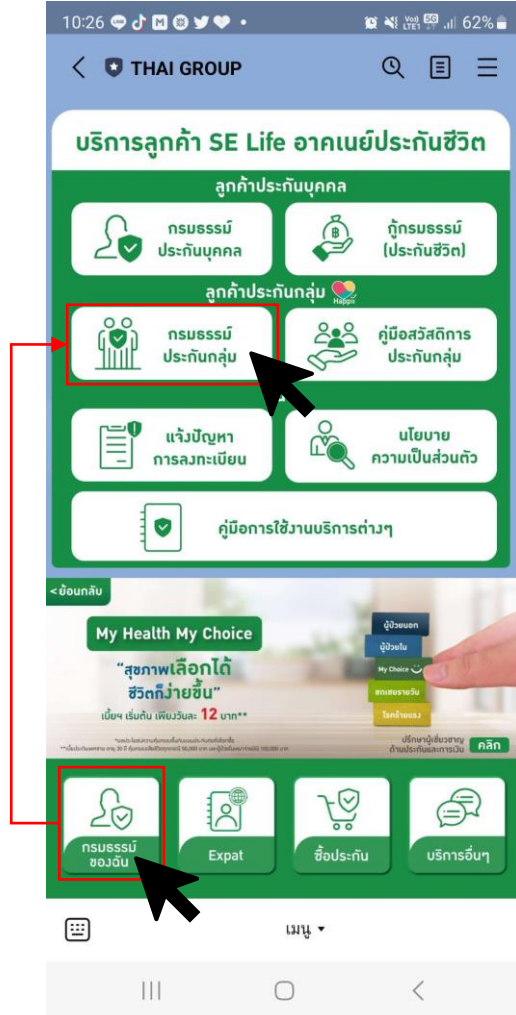 10:26
Vo) 5G
LTE1
62%
THAI GROUP
บริการลูกค้า SE Life อาคเนย์ประกันชีวิต
ลูกค้าประกันบุคคล
กรมธรรม์
ประกันบุคคล
กู้กรมธรรม์
(ประกันชีวิต)
ลูกค้าประกันกลุ่ม
Happs
กรมธรรม์
ประกันกลุ่ม
คู่มือสวัสดิการ
ประกันกลุ่ม
แจ้งปัญหา
การลงทะเบียน
นโยบาย
ความเป็นส่วนตัว
คู่มือการใช้งานบริการต่างๆ
<ย้อนกลับ
My Health My Choice
“สุขภาพเลือกได้
ชีวิตก็ง่ายขึ้น”
เบี้ยฯ เริ่มต้น เพียงวันละ 12 บาท**
ผู้ป่วยนอก
ผู้ป่วยใน
My Choice
ชดเชยรายวัน
โรคร้ายแรง
ปรึกษาผู้เชี่ยวชาญ
ด้านประกันและการเงิน
คลิก
กรมธรรม์
ของฉัน
Expat
ซื้อประกัน
บริการอื่นๆ
เมนู